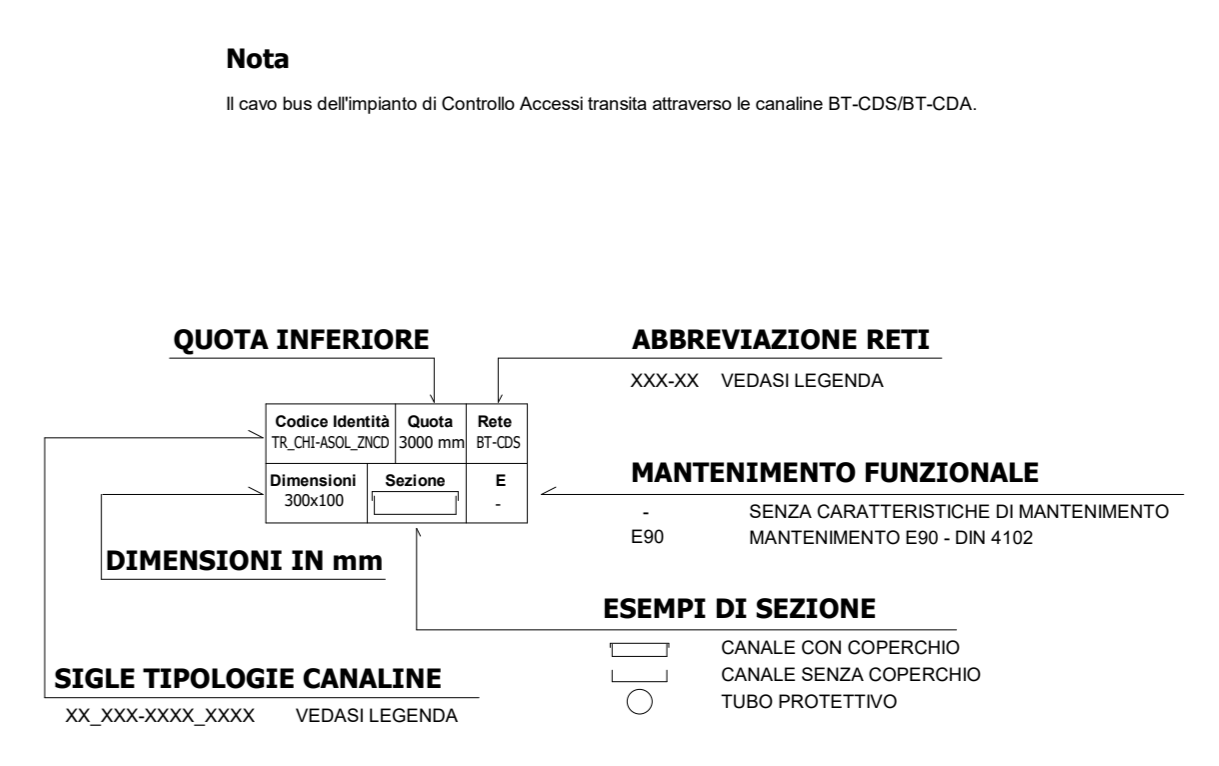 Nota
Il cavo bus dell'impianto di Controllo Accessi transita attraverso le canaline BT-CDS/BT-CDA.
QUOTA INFERIORE
ABBREVIAZIONE RETI
XXX-XX VEDASI LEGENDA
Codice Identità Quota Rete
TR_CHI-ASOL_ZNCD 3000 mm BT-CDS
Dimensioni Sezione E
300x100 -
MANTENIMENTO FUNZIONALE
- SENZA CARATTERISTICHE DI MANTENIMENTO
E90 MANTENIMENTO E90 - DIN 4102
DIMENSIONI IN mm
ESEMPI DI SEZIONE
CANALE CON COPERCHIO
CANALE SENZA COPERCHIO
TUBO PROTETTIVO
SIGLE TIPOLOGIE CANALINE
XX_XXX-XXXX_XXXX VEDASI LEGENDA